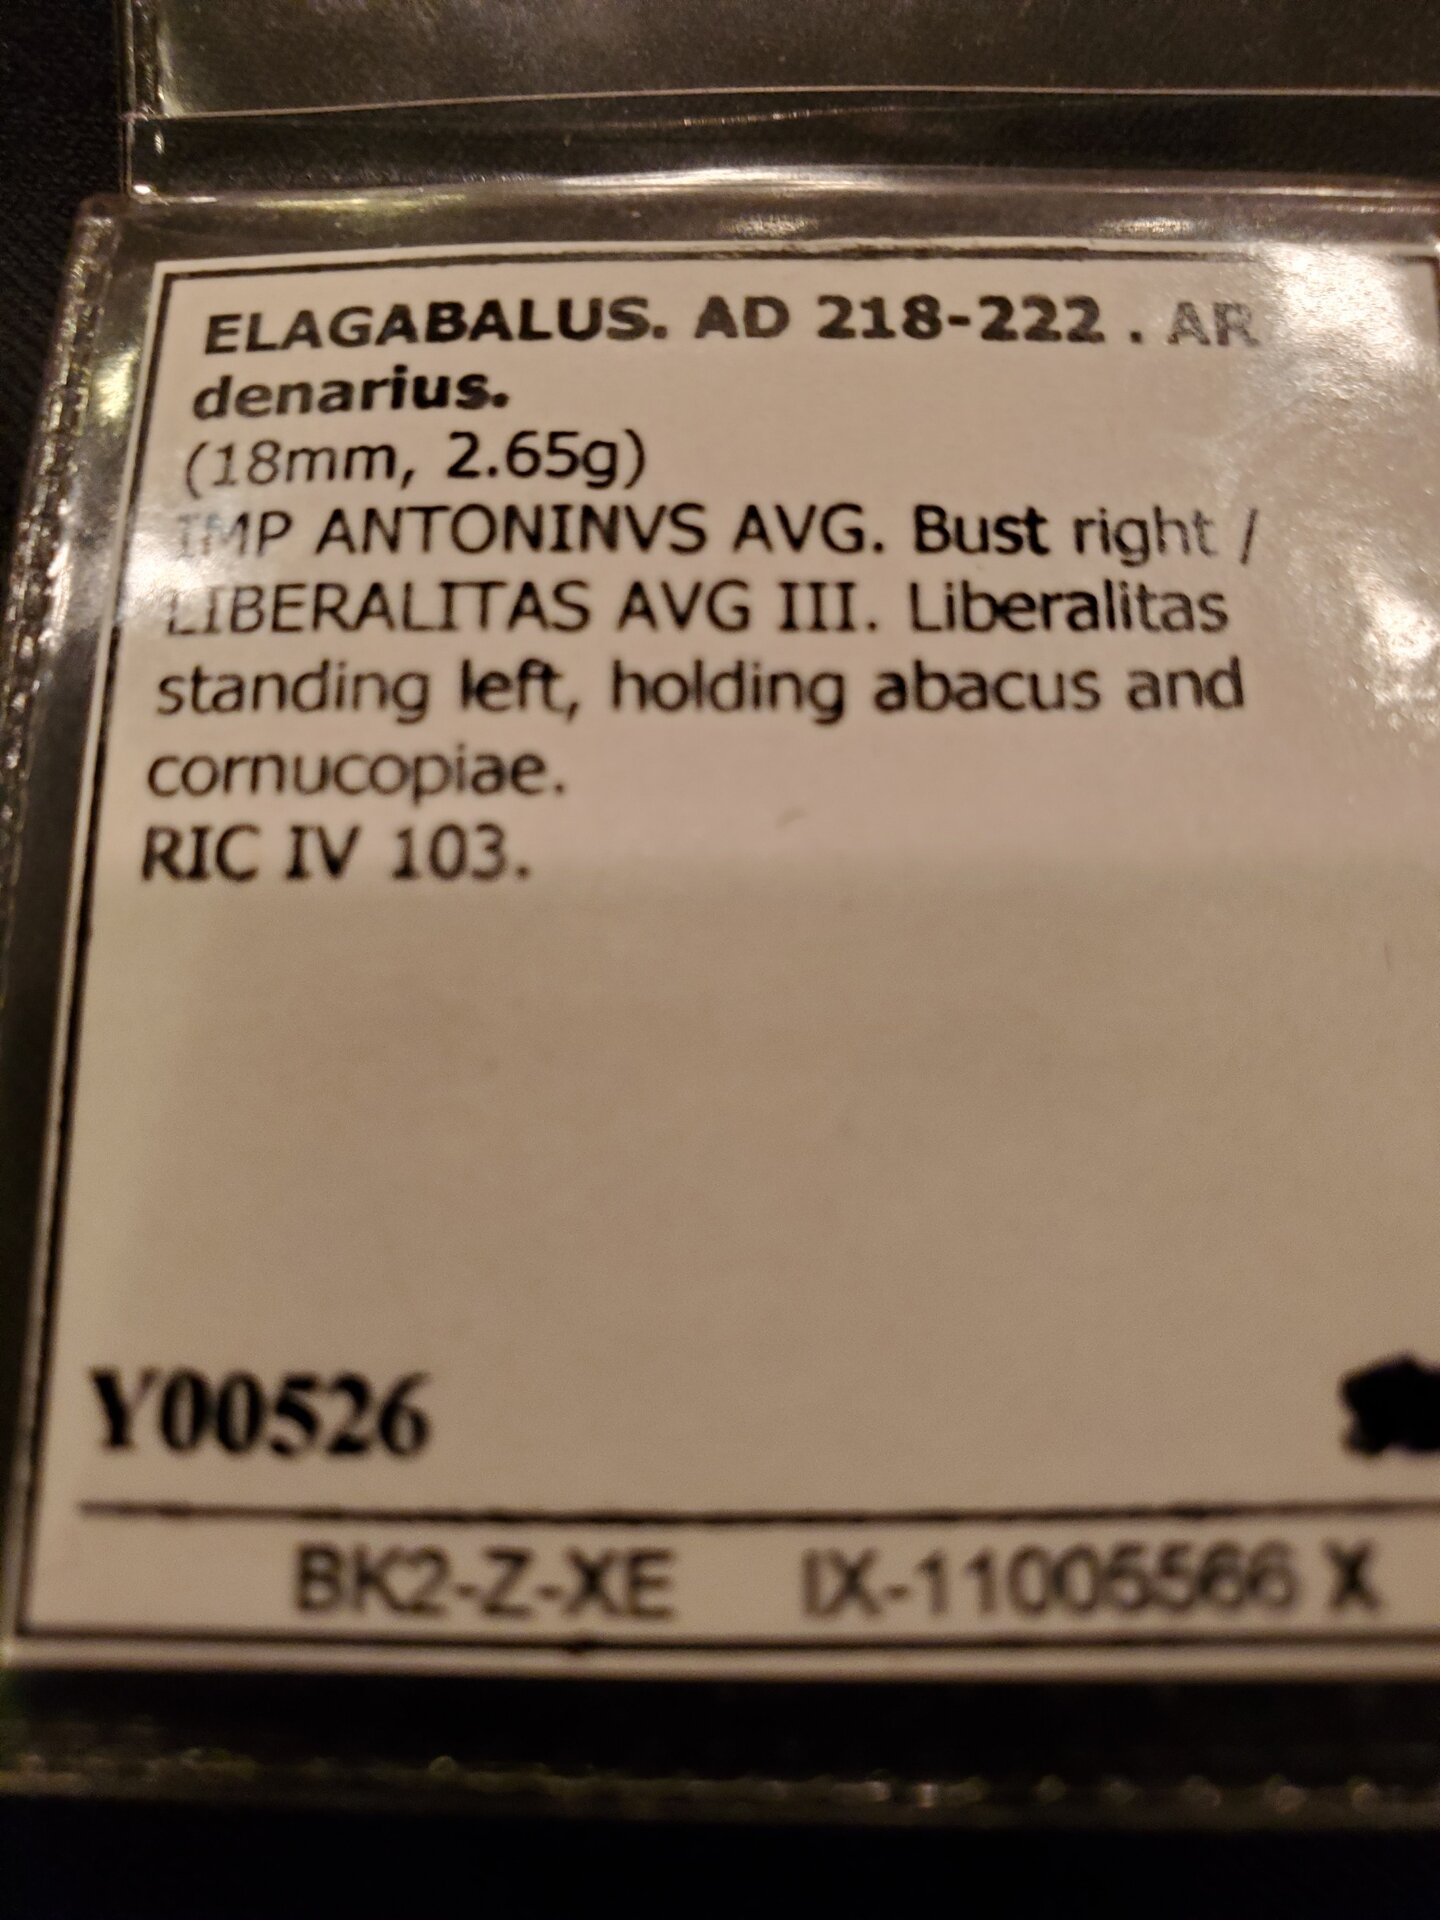 ELAGABALUS. AD 218-222 . AR
denarius.
(18mm, 2.65g)
IMP ANTONINVS AVG. Bust right /
LIBERALITAS AVG III. Liberalitas
standing left, holding abacus and
cornucopiae.
RIC IV 103.
Y00526
BK2-Z-XE IX-11005566 X